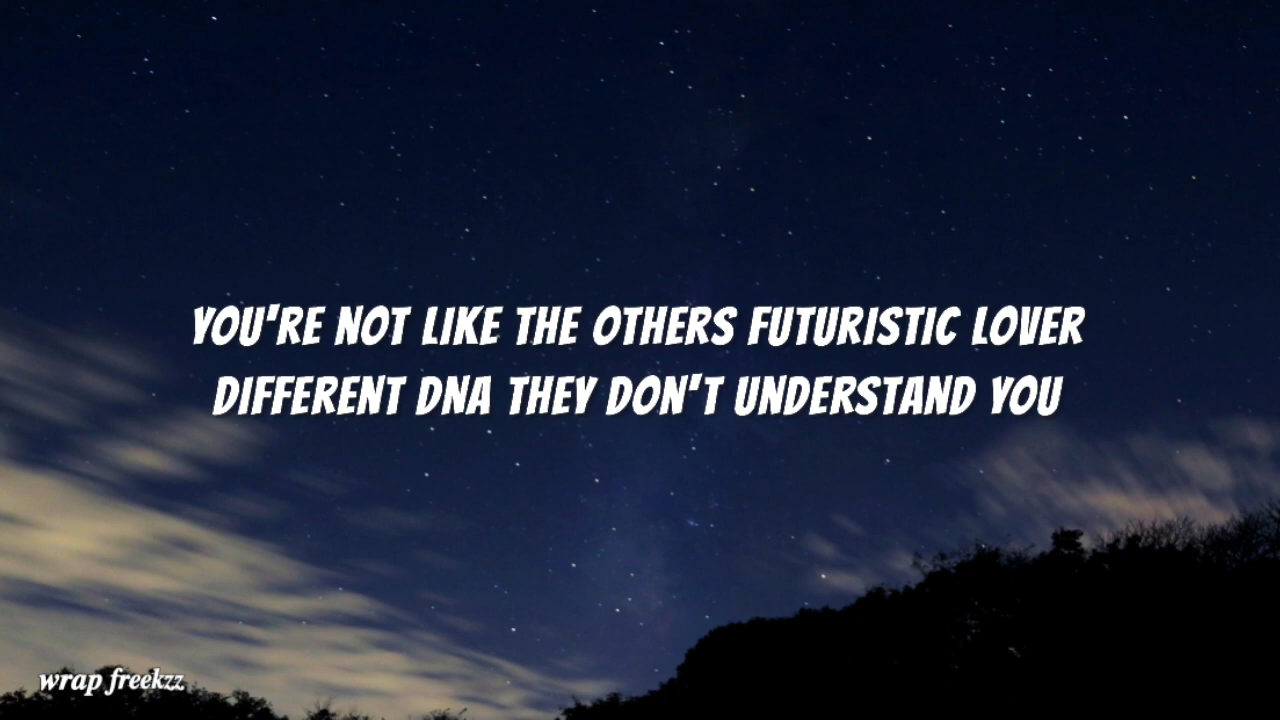 YOU'RE NOT LIKE THE OTHERS FUTURISTIC LOVER
DIFFERENT DNA THEY DON'T UNDERSTAND YOU
wrap freekzz